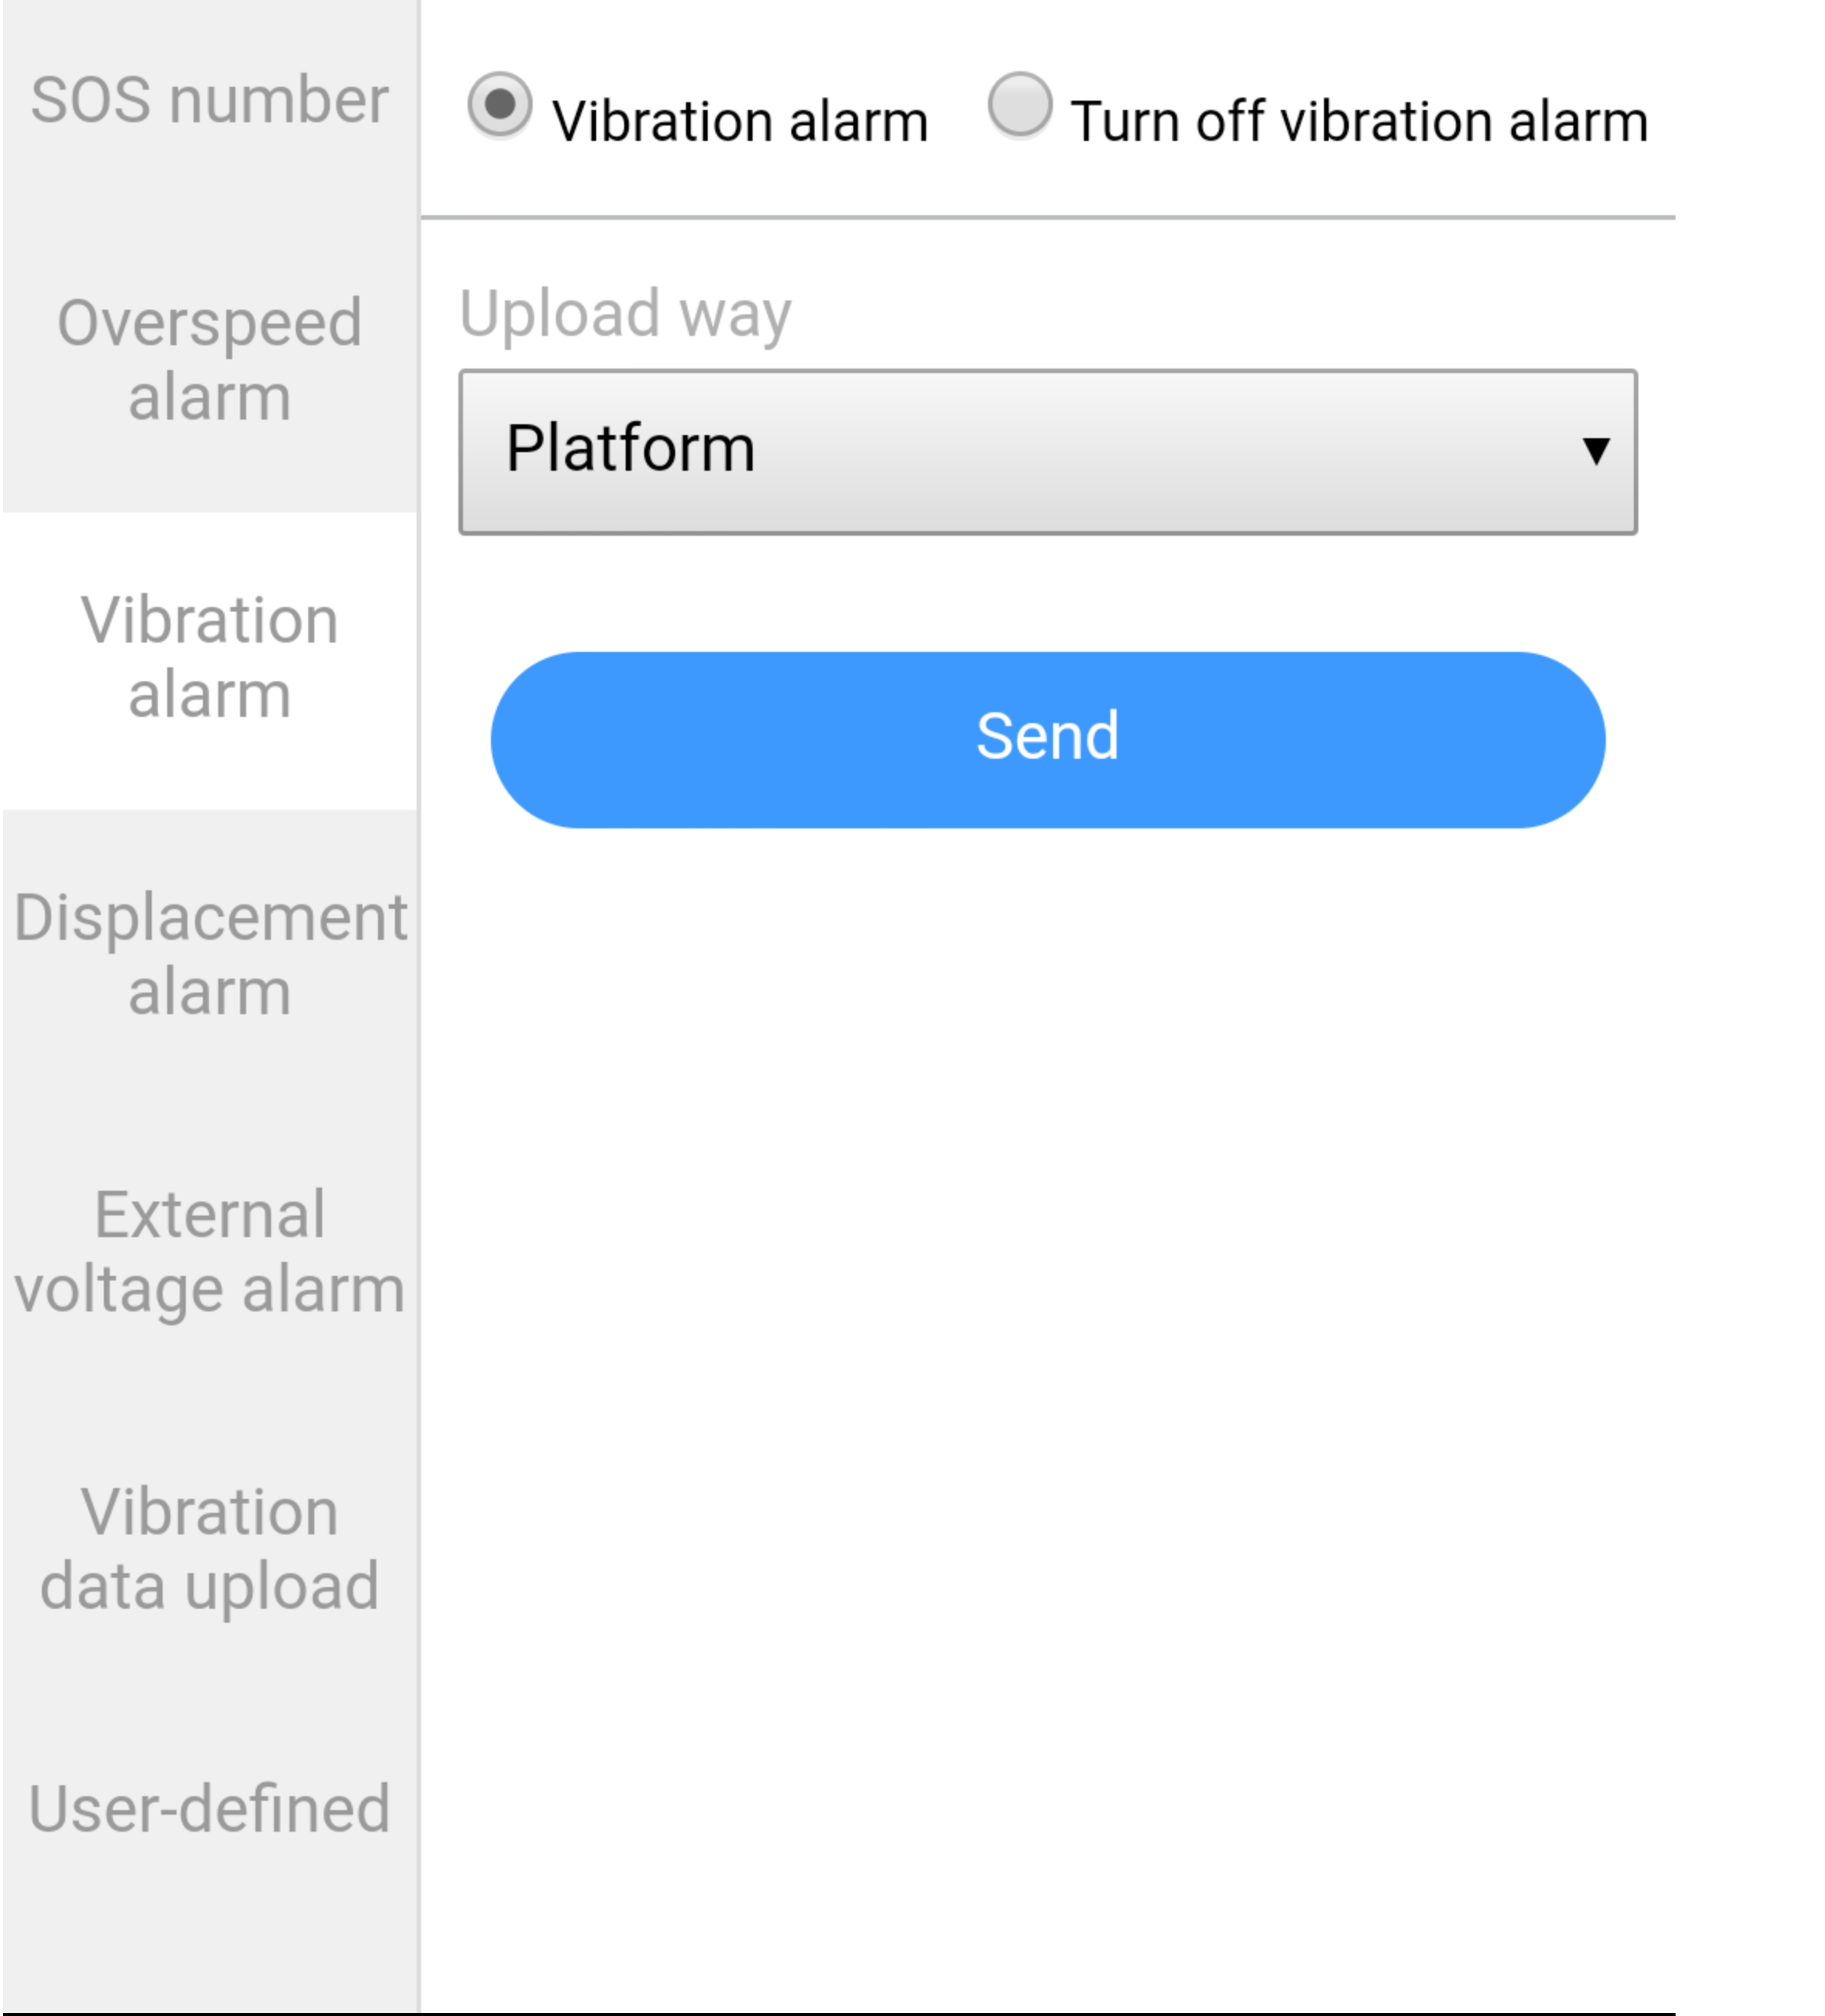 SOS number
Overspeed
alarm
Vibration
alarm
Displacement
alarm
External
voltage alarm
Vibration
data upload
User-defined
Vibration alarm
Turn off vibration alarm
Upload way
Platform
Send